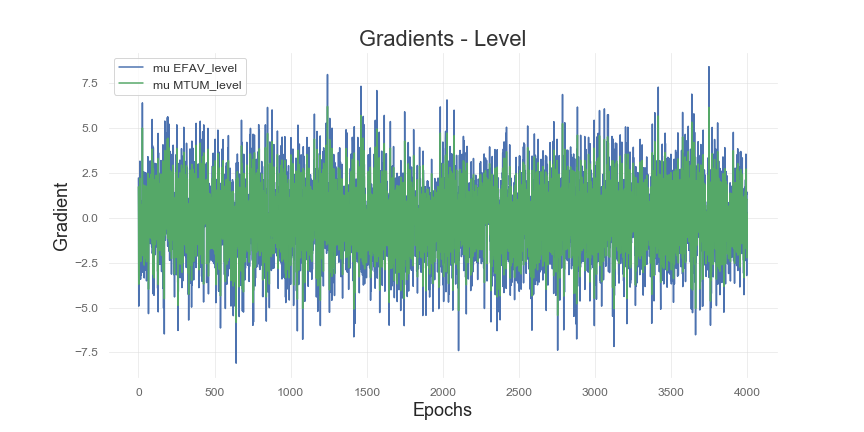 Gradients - Level
mu EFAV_level
mu MTUM_level
7.5
5.0
2.5
0.0
−2.5
−5.0
−7.5
Gradient
0 500 1000 1500 2000 2500 3000 3500 4000
Epochs